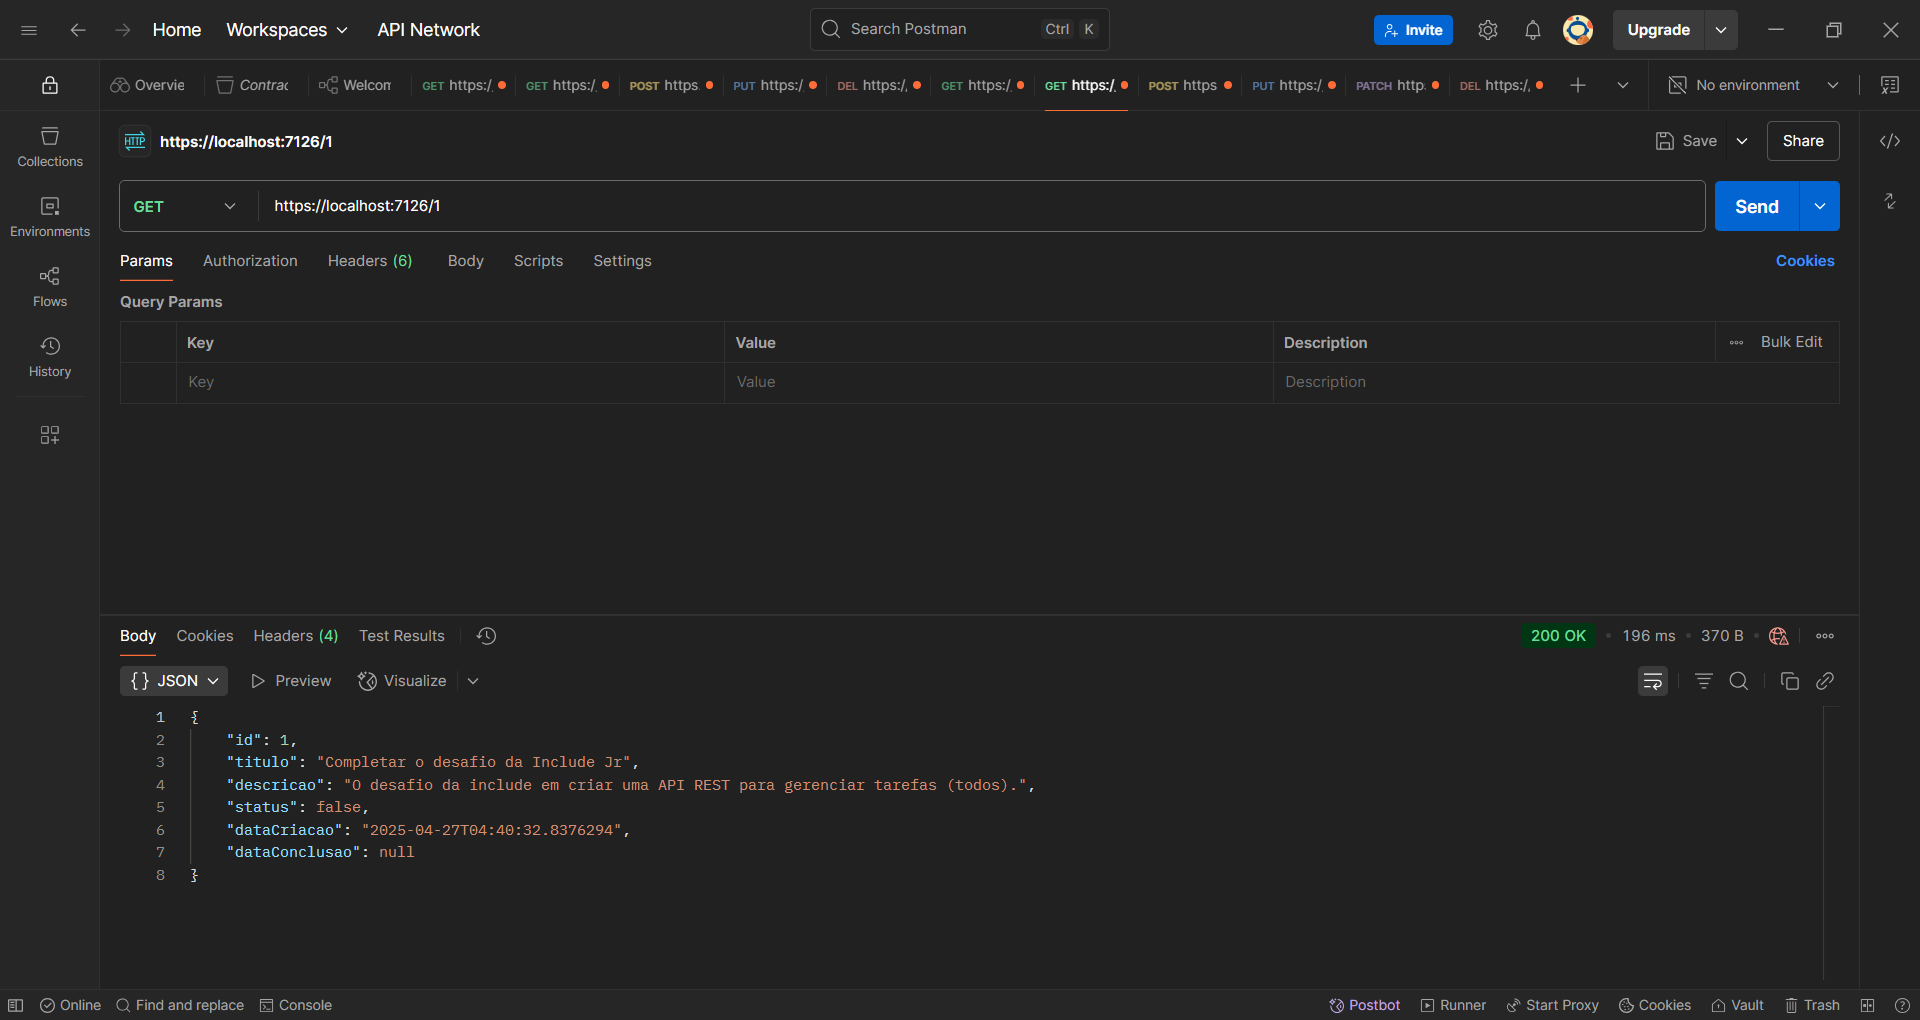 Home Workspaces API Network Search Postman Ctrl K Invite Upgrade
Overvie Contrac Welcom GET https:/, GET https:/, POST https. PUT https:/, DEL https:/, GET https:/, GET https:/, POST https PUT https:/, PATCH http. DEL https:/, No environment
Collections
Environments
Flows
History
HTTP https://localhost:7126/1 Save Share
GET https://localhost:7126/1 Send
Params Authorization Headers (6) Body Scripts Settings Cookies
Query Params
Key Value Description Bulk Edit
Key Value Description
Body Cookies Headers (4) Test Results 200 OK • 196 ms • 370 B •
{} JSON Preview Visualize
1 {
2 "id": 1,
3 "titulo": "Completar o desafio da Include Jr",
4 "descricao": "O desafio da include em criar uma API REST para gerenciar tarefas (todos).",
5 "status": false,
6 "dataCriacao": "2025-04-27T04:40:32.8376294",
7 "dataConclusao": null
8 }
Online Find and replace Console Postbot Runner Start Proxy Cookies Vault Trash